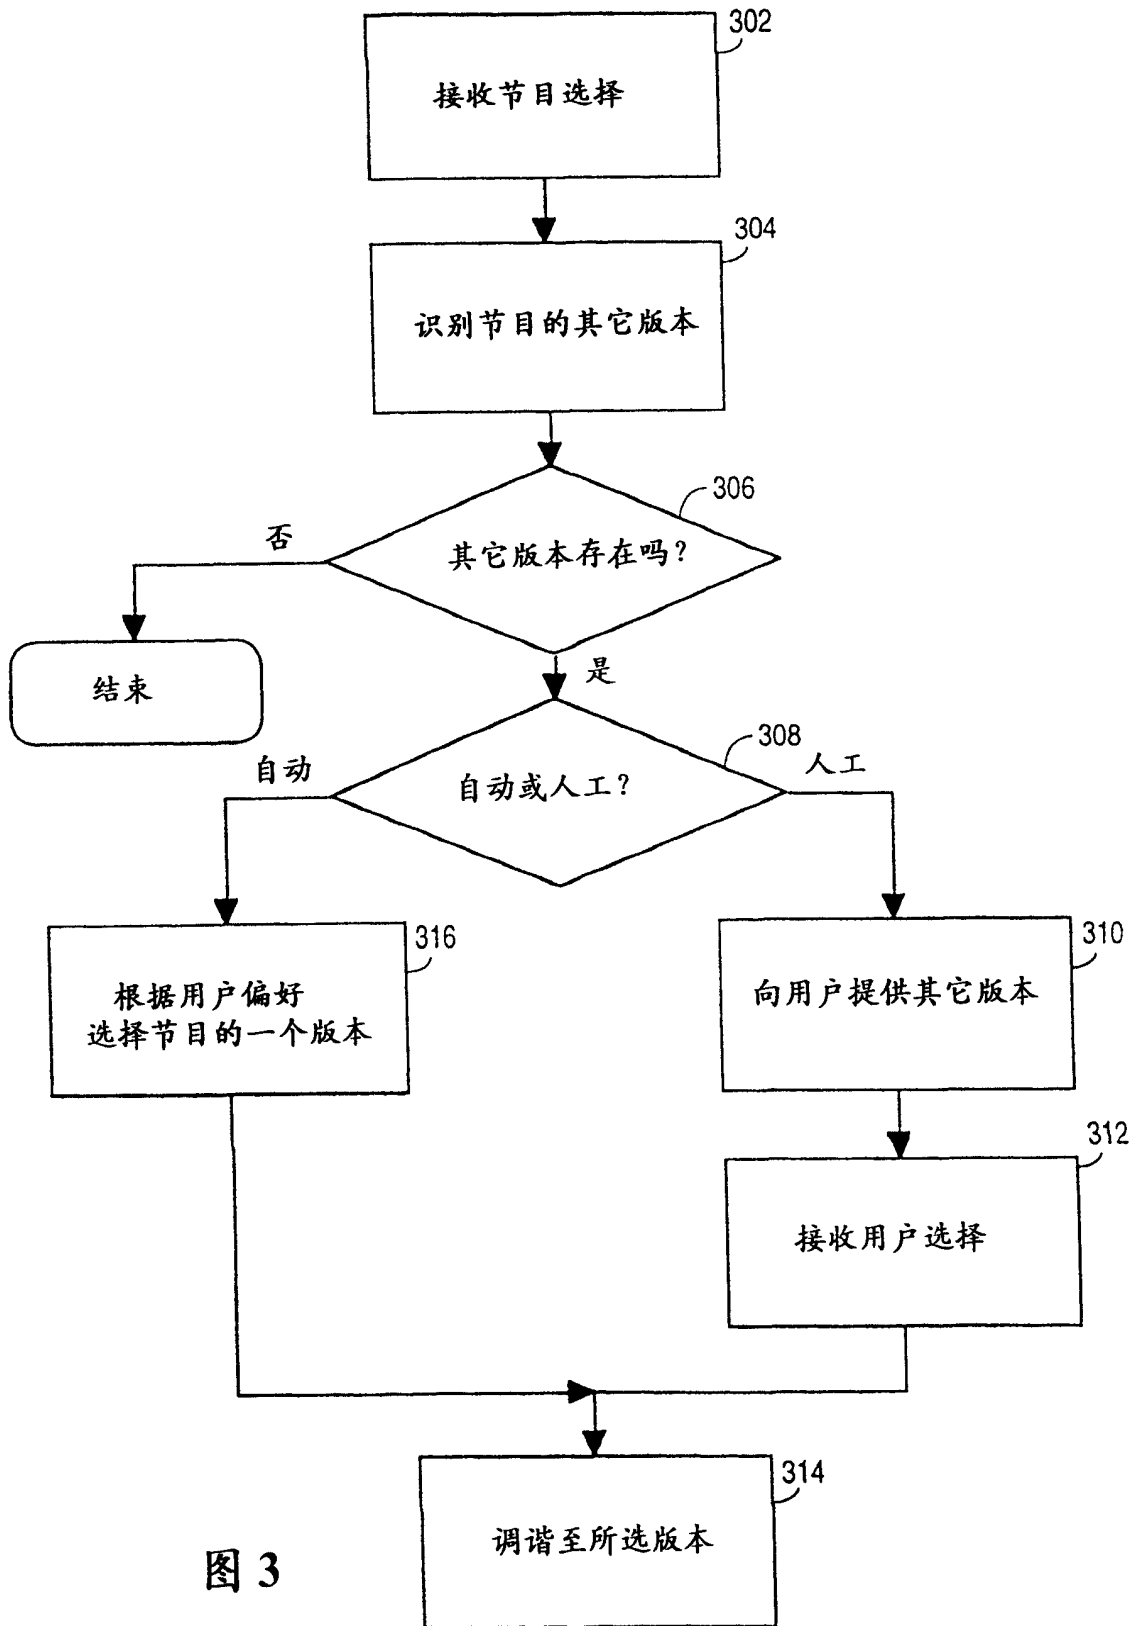 302
接收节目选择
304
识别节目的其它版本
306
其它版本存在吗?
否
结束
是
308
自动或人工?
自动
人工
316
根据用户偏好
选择节目的一个版本
310
向用户提供其它版本
312
接收用户选择
314
调谐至所选版本
图 3